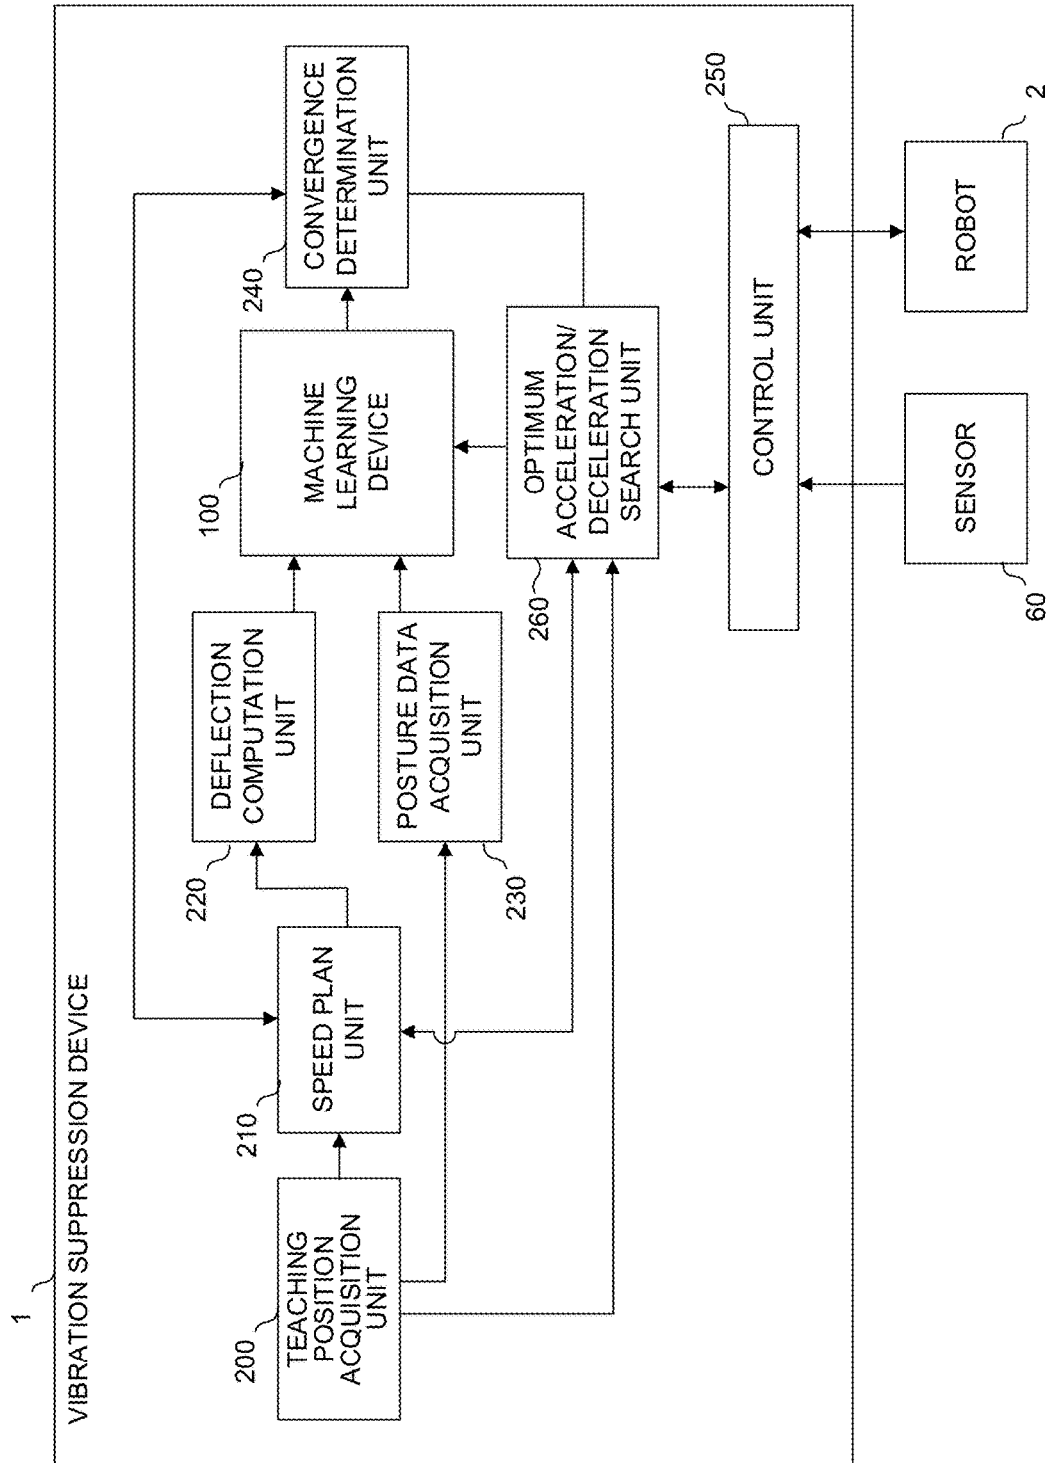 1
VIBRATION SUPPRESSION DEVICE
200
TEACHING
POSITION
ACQUISITION
UNIT
210
SPEED PLAN
UNIT
220
DEFLECTION
COMPUTATION
UNIT
230
POSTURE DATA
ACQUISITION
UNIT
100
MACHINE
LEARNING
DEVICE
240
CONVERGENCE
DETERMINATION
UNIT
260
OPTIMUM
ACCELERATION/
DECELERATION
SEARCH UNIT
250
CONTROL UNIT
60
SENSOR
2
ROBOT